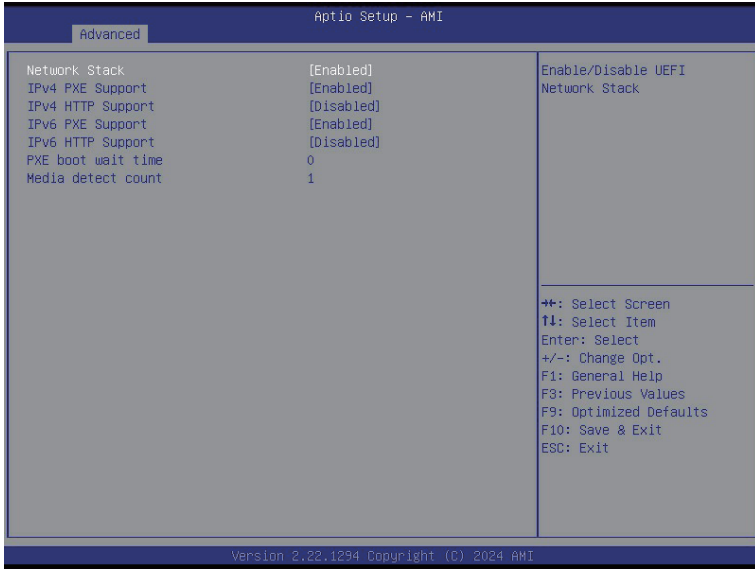 Aptio Setup – AMI
Advanced
Network Stack [Enabled]
IPv4 PXE Support [Enabled]
IPv4 HTTP Support [Disabled]
IPv6 PXE Support [Enabled]
IPv6 HTTP Support [Disabled]
PXE boot wait time 0
Media detect count 1
Enable/Disable UEFI
Network Stack
→←: Select Screen
↑↓: Select Item
Enter: Select
+/-: Change Opt.
F1: General Help
F3: Previous Values
F9: Optimized Defaults
F10: Save & Exit
ESC: Exit
Version 2.22.1294 Copyright (C) 2024 AMI